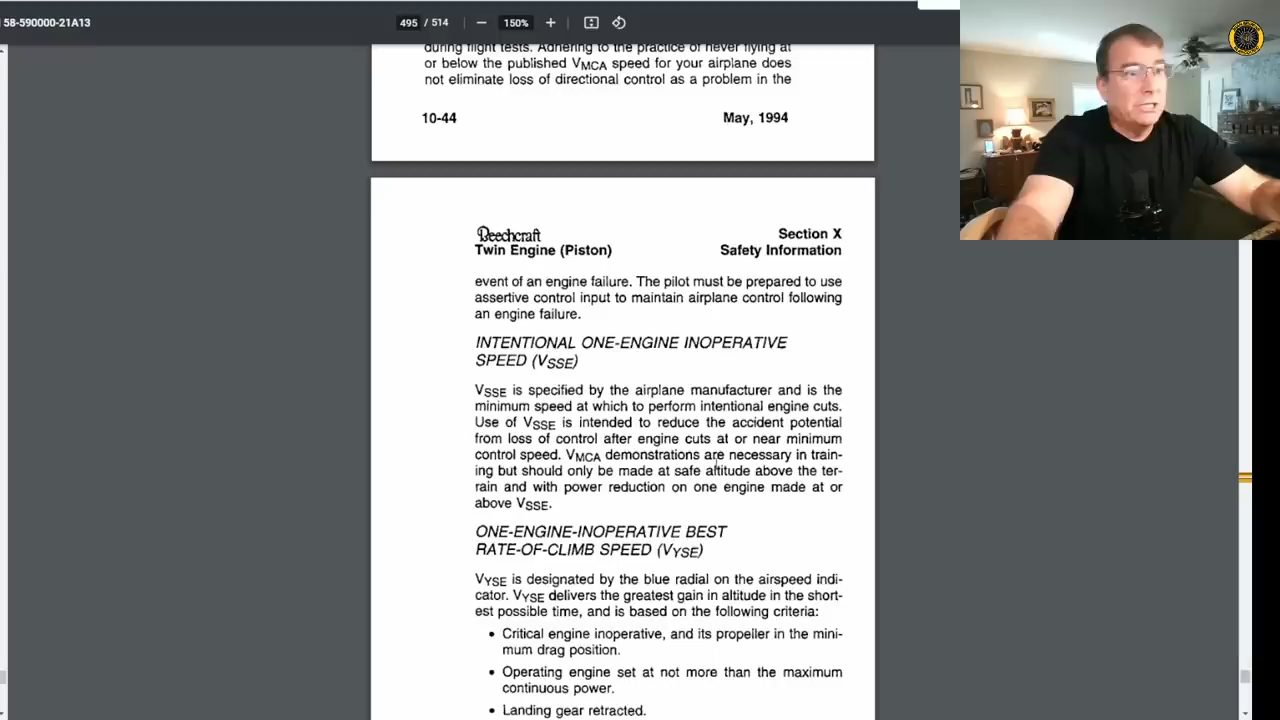 58-590000-21A13
495 / 514
150%
during flight tests. Adhering to the practice of never flying at
or below the published VMCA speed for your airplane does
not eliminate loss of directional control as a problem in the
10-44
May, 1994
Beechcraft
Twin Engine (Piston)
Section X
Safety Information
event of an engine failure. The pilot must be prepared to use
assertive control input to maintain airplane control following
an engine failure.
INTENTIONAL ONE-ENGINE INOPERATIVE
SPEED (VSSE)
VSSE is specified by the airplane manufacturer and is the
minimum speed at which to perform intentional engine cuts.
Use of VSSE is intended to reduce the accident potential
from loss of control after engine cuts at or near minimum
control speed. VMCA demonstrations are necessary in train-
ing but should only be made at safe altitude above the ter-
rain and with power reduction on one engine made at or
above VSSE.
ONE-ENGINE-INOPERATIVE BEST
RATE-OF-CLIMB SPEED (VYSE)
VYSE is designated by the blue radial on the airspeed indi-
cator. VYSE delivers the greatest gain in altitude in the short-
est possible time, and is based on the following criteria:
• Critical engine inoperative, and its propeller in the mini-
mum drag position.
• Operating engine set at not more than the maximum
continuous power.
• Landing gear retracted.